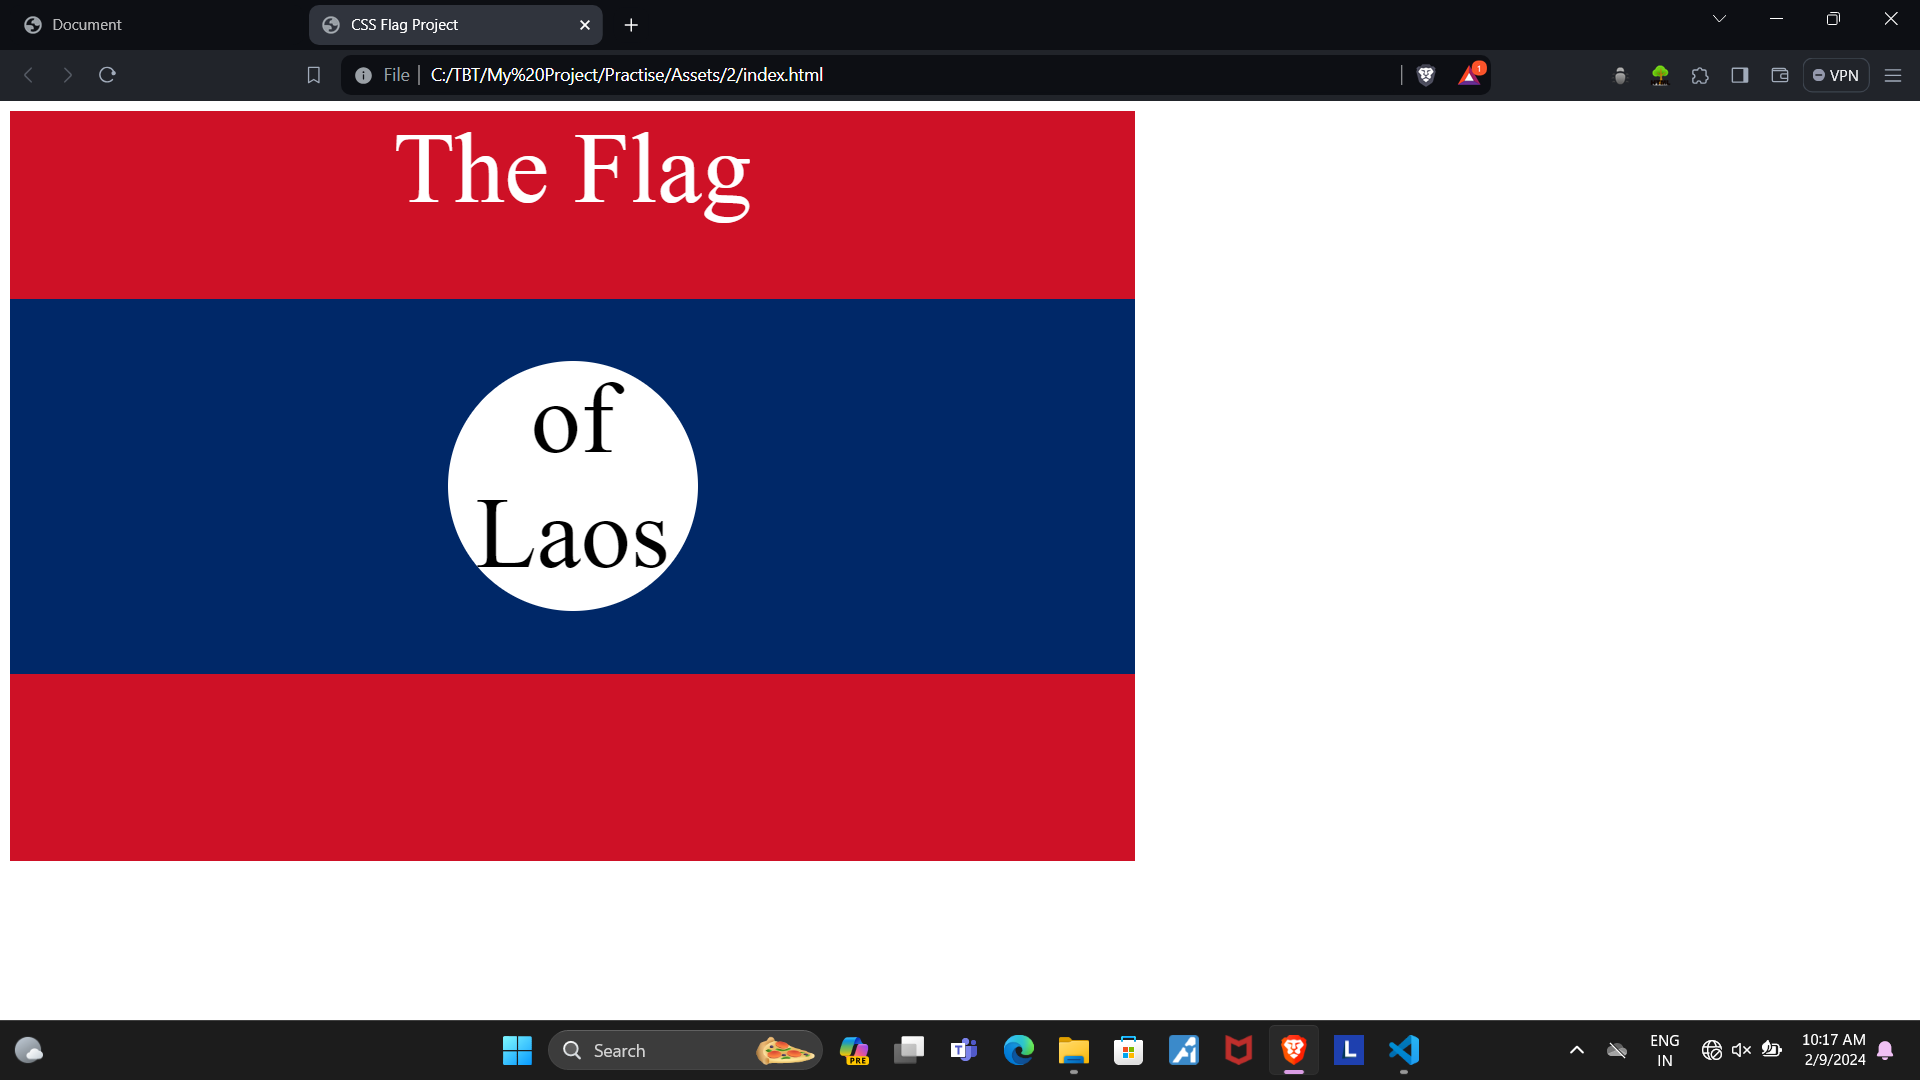 Document
CSS Flag Project
File
C:/TBT/My%20Project/Practise/Assets/2/index.html
1
VPN
The Flag
of
Laos
Search
PRE
T
L
ENG
IN
10:17 AM
2/9/2024